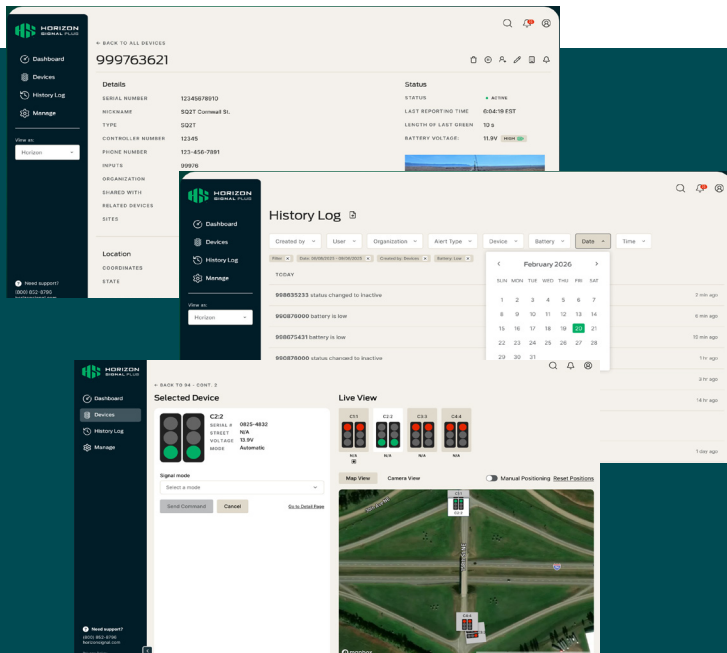 HORIZON
SIGNAL PLUS
Dashboard
Devices
History Log
Manage
View as:
Horizon
Need support?
(800) 852-8796
← BACK TO ALL DEVICES
999763621
Details
SERIAL NUMBER 12345678910
NICKNAME SQ2T Cornwall St.
TYPE SQ2T
CONTROLLER NUMBER 12345
PHONE NUMBER 123-456-7891
INPUTS 99976
ORGANIZATION
SHARED WITH
RELATED DEVICES
SITES
Location
COORDINATES
STATE
Status
STATUS ACTIVE
LAST REPORTING TIME 6:04:19 EST
LENGTH OF LAST GREEN 10 s
BATTERY VOLTAGE: 11.9V HIGH
HORIZON
SIGNAL PLUS
Dashboard
Devices
History Log
Manage
View as:
Horizon
History Log
Created by User Organization Alert Type Device Battery Date Time
Created by: Devices x Battery: Low x
TODAY
998635233 status changed to inactive 2 min ago
990876000 battery is low 6 min ago
998675431 battery is low 10 min ago
990876000 status changed to inactive 1 hr ago
3 hr ago
14 hr ago
1 day ago
February 2026
SUN MON TUE WED THU FRI SAT
1 2 3 4 5 6 7
8 9 10 11 12 13 14
15 16 17 18 19 20 21
22 23 24 25 26 27 28
29 30 31
HORIZON
SIGNAL PLUS
Dashboard
Devices
History Log
Manage
Need support?
(800) 852-8796
horizonsignal.com
← BACK TO 94 - CONT. 2
Selected Device
C2:2
SERIAL # 0825-4832
STREET N/A
VOLTAGE 13.9V
MODE Automatic
Signal mode
Select a mode
Send Command Cancel Go to Detail Page
Live View
C1:1 C2:2 C3:3 C4:4
N/A N/A N/A N/A
Map View Camera View Manual Positioning Reset Positions
mapbox